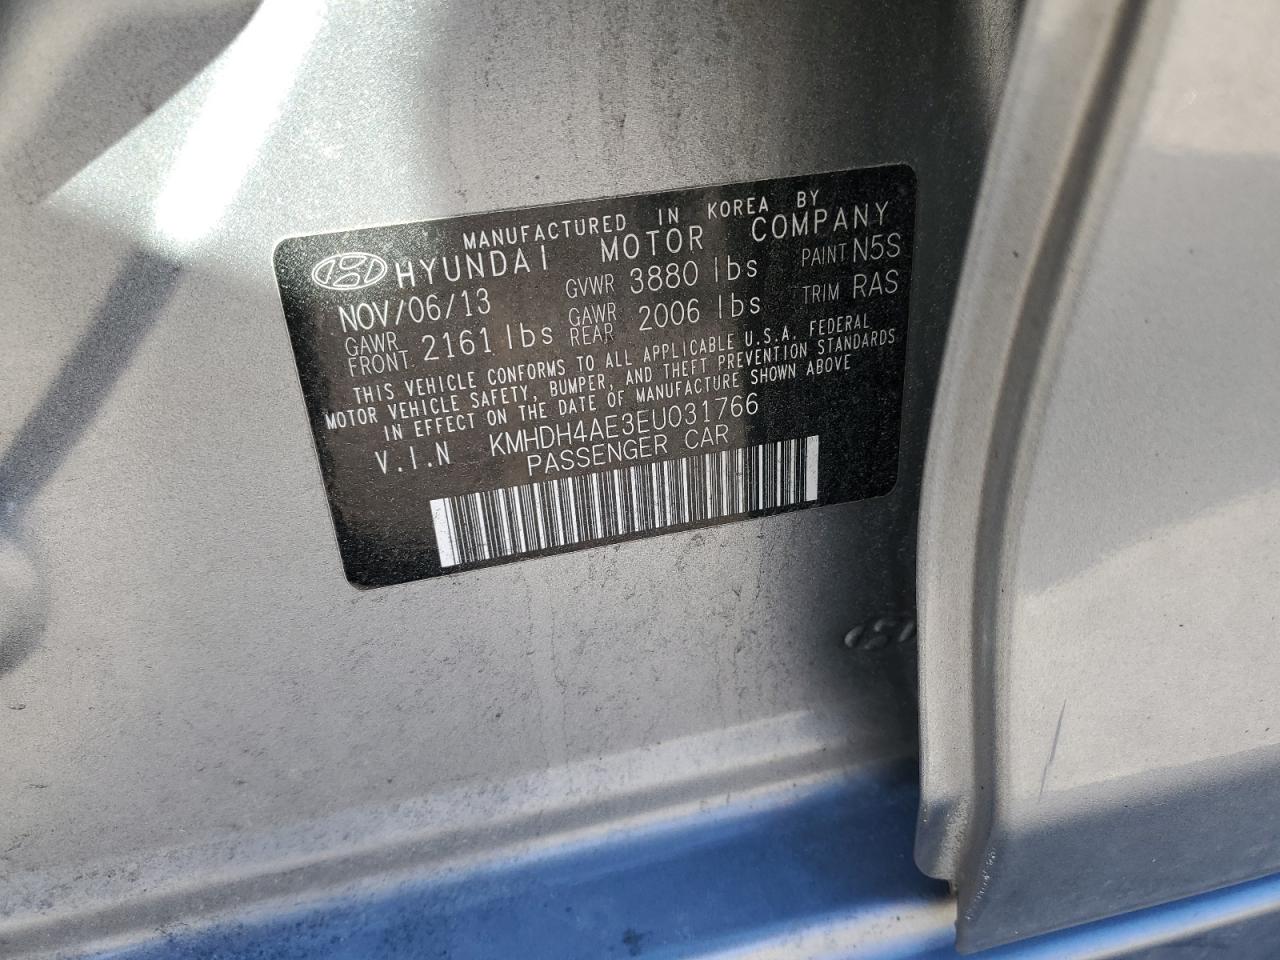 MANUFACTURED IN KOREA BY
HYUNDAI MOTOR COMPANY
NOV/06/13 GVWR 3880 lbs PAINT N5S
GAWR FRONT 2161 lbs GAWR REAR 2006 lbs TRIM RAS
THIS VEHICLE CONFORMS TO ALL APPLICABLE U.S.A. FEDERAL
MOTOR VEHICLE SAFETY, BUMPER, AND THEFT PREVENTION STANDARDS
IN EFFECT ON THE DATE OF MANUFACTURE SHOWN ABOVE
V.I.N KMHDH4AE3EU031766
PASSENGER CAR